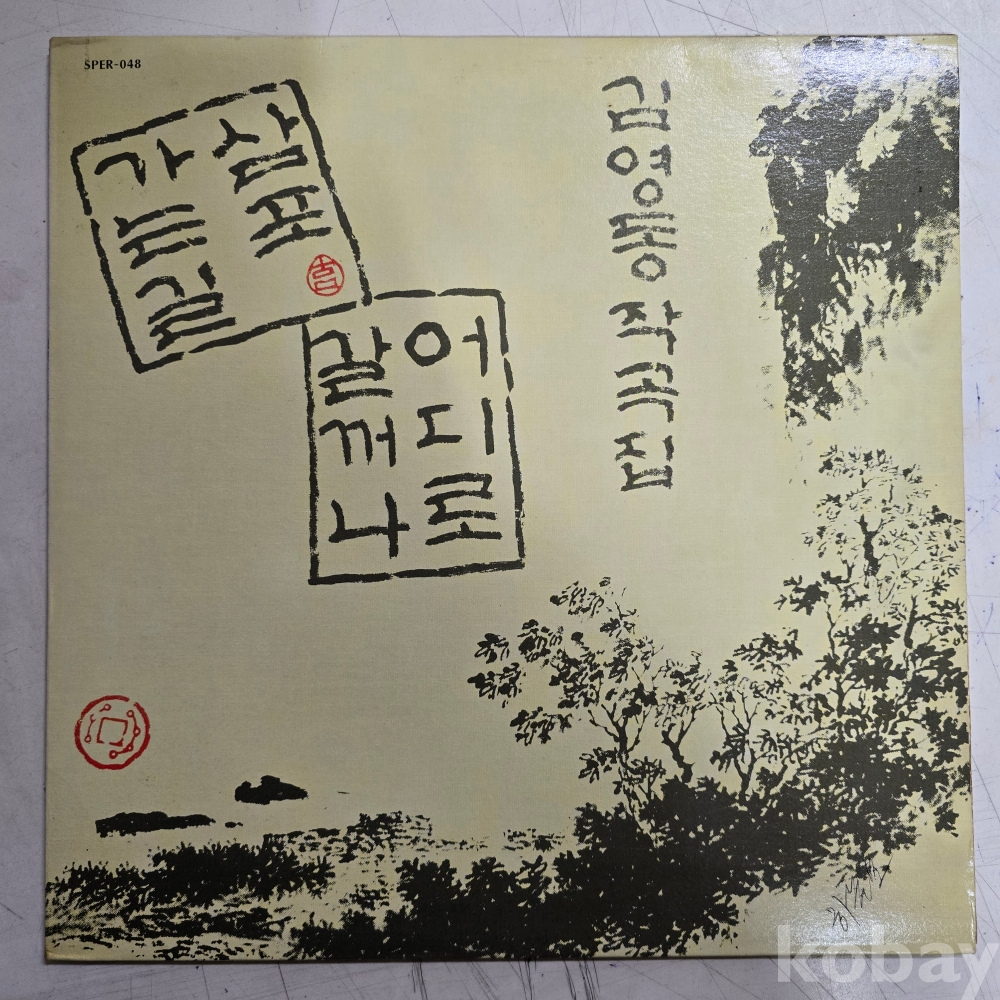 SPER-048
삼포
가는길
어디로
갈꺼나
김영동작곡집
kobay